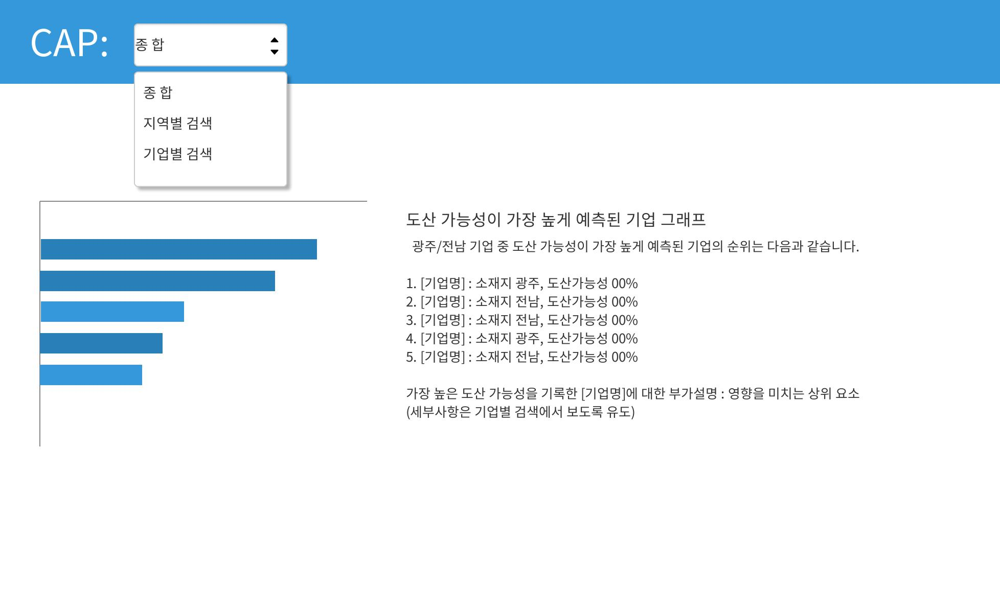 CAP:
종 합
종 합
지역별 검색
기업별 검색
도산 가능성이 가장 높게 예측된 기업 그래프
광주/전남 기업 중 도산 가능성이 가장 높게 예측된 기업의 순위는 다음과 같습니다.
1. [기업명] : 소재지 광주, 도산가능성 00%
2. [기업명] : 소재지 전남, 도산가능성 00%
3. [기업명] : 소재지 전남, 도산가능성 00%
4. [기업명] : 소재지 광주, 도산가능성 00%
5. [기업명] : 소재지 전남, 도산가능성 00%
가장 높은 도산 가능성을 기록한 [기업명]에 대한 부가설명 : 영향을 미치는 상위 요소
(세부사항은 기업별 검색에서 보도록 유도)